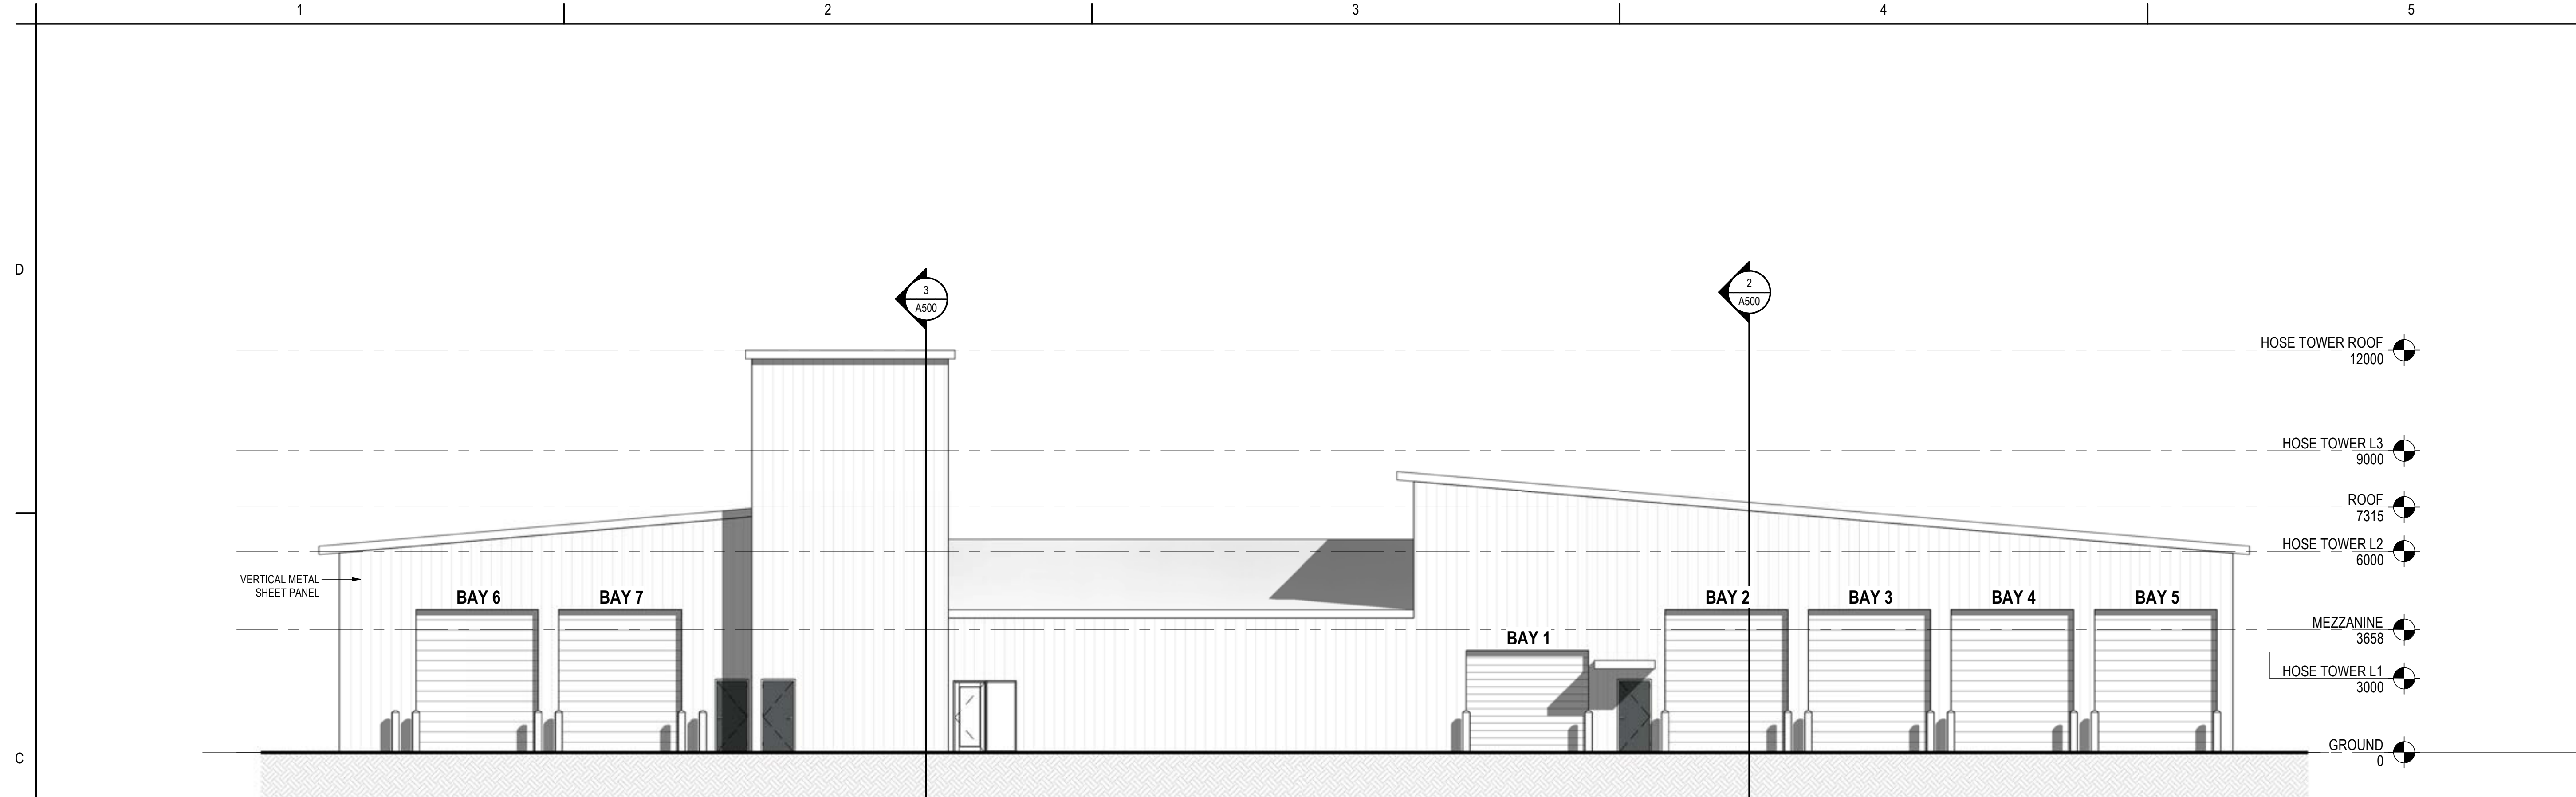 1 2 3 4 5
D
3
A500
2
A500
HOSE TOWER ROOF
12000
HOSE TOWER L3
9000
ROOF
7315
HOSE TOWER L2
6000
VERTICAL METAL
SHEET PANEL
BAY 6
BAY 7
BAY 1
BAY 2
BAY 3
BAY 4
BAY 5
MEZZANINE
3658
HOSE TOWER L1
3000
GROUND
0
C